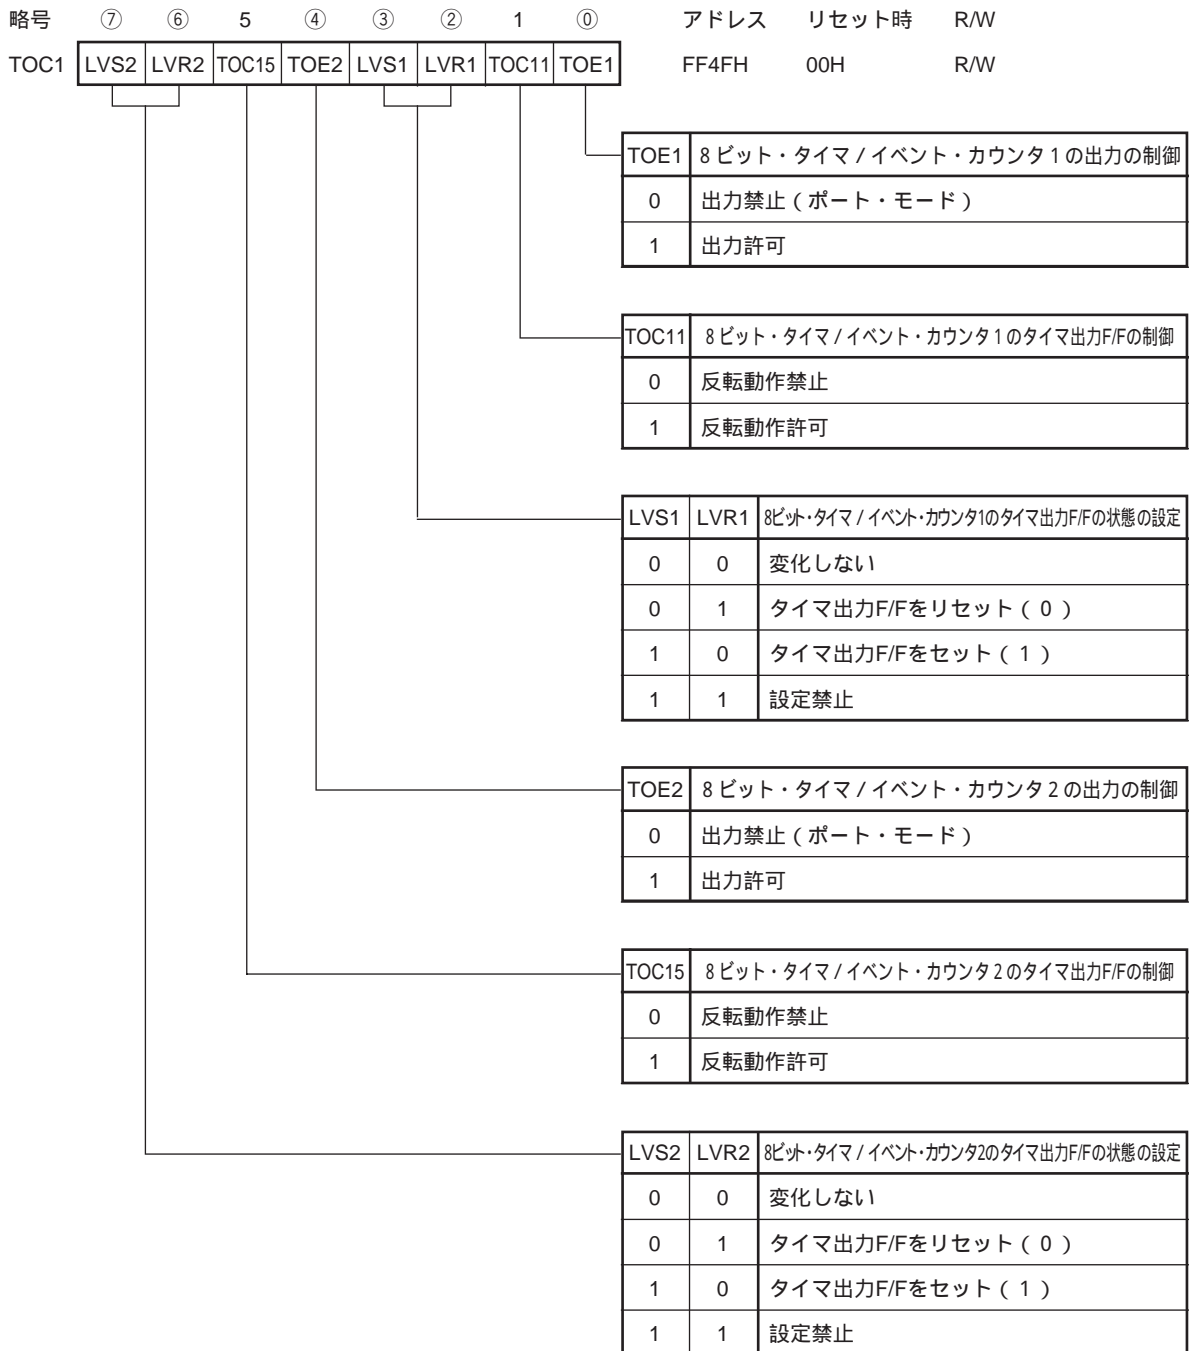 略号 ⑦ ⑥ 5 ④ ③ ② 1 ⓪ アドレス リセット時 R/W
TOC1 LVS2 LVR2 TOC15 TOE2 LVS1 LVR1 TOC11 TOE1 FF4FH 00H R/W
TOE1 8ビット・タイマ/イベント・カウンタ1の出力の制御
0 出力禁止(ポート・モード)
1 出力許可
TOC11 8ビット・タイマ/イベント・カウンタ1のタイマ出力F/Fの制御
0 反転動作禁止
1 反転動作許可
LVS1 LVR1 8ビット・タイマ/イベント・カウンタ1のタイマ出力F/Fの状態の設定
0 0 変化しない
0 1 タイマ出力F/Fをリセット(0)
1 0 タイマ出力F/Fをセット(1)
1 1 設定禁止
TOE2 8ビット・タイマ/イベント・カウンタ2の出力の制御
0 出力禁止(ポート・モード)
1 出力許可
TOC15 8ビット・タイマ/イベント・カウンタ2のタイマ出力F/Fの制御
0 反転動作禁止
1 反転動作許可
LVS2 LVR2 8ビット・タイマ/イベント・カウンタ2のタイマ出力F/Fの状態の設定
0 0 変化しない
0 1 タイマ出力F/Fをリセット(0)
1 0 タイマ出力F/Fをセット(1)
1 1 設定禁止